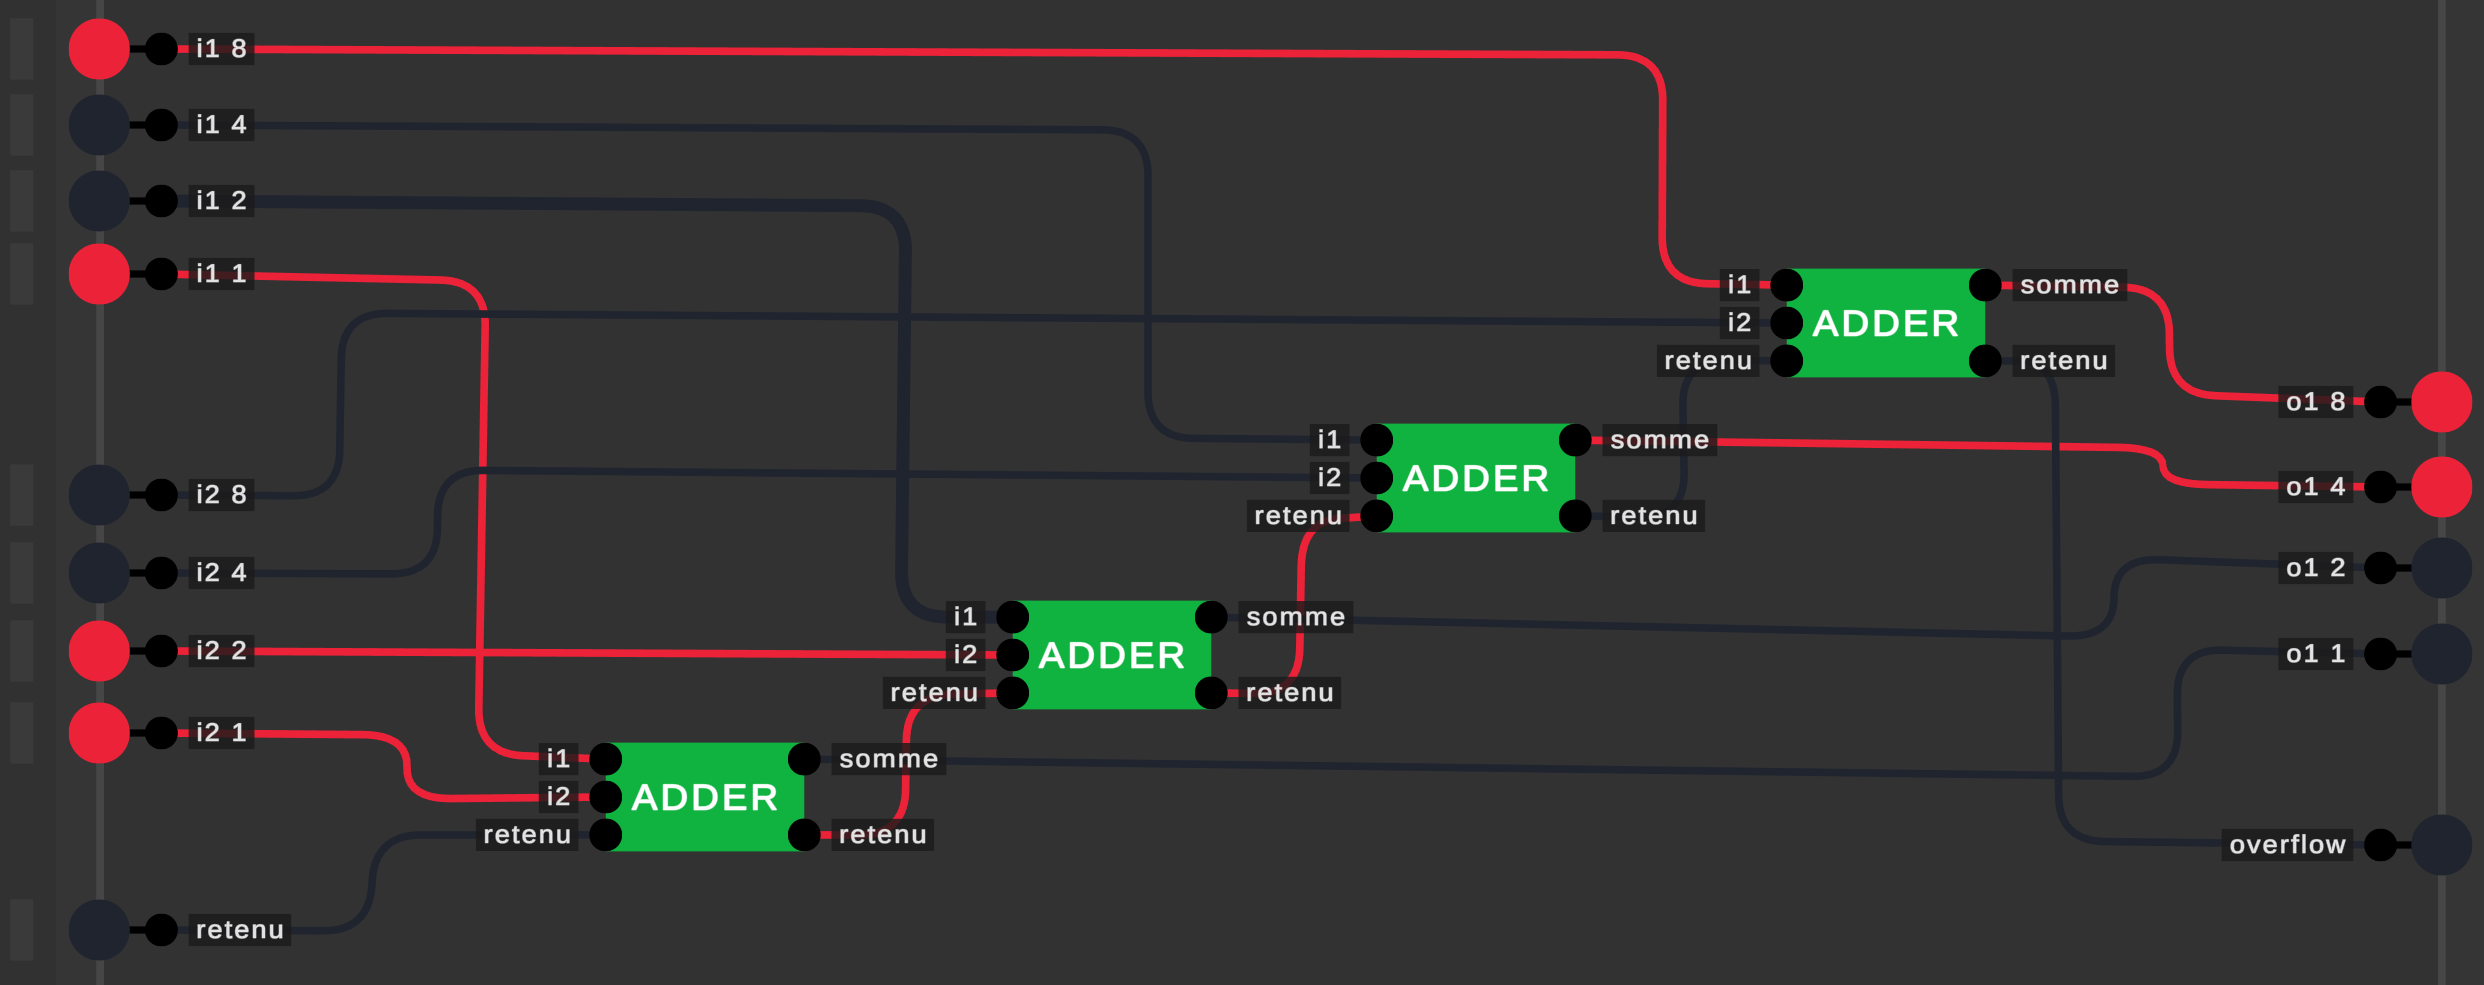 i1 8
i1 4
i1 2
i1 1
i2 8
i2 4
i2 2
i2 1
retenu
i1
i2
retenu
ADDER
somme
retenu
i1
i2
retenu
ADDER
somme
retenu
i1
i2
retenu
ADDER
somme
retenu
i1
i2
retenu
ADDER
somme
retenu
o1 8
o1 4
o1 2
o1 1
overflow